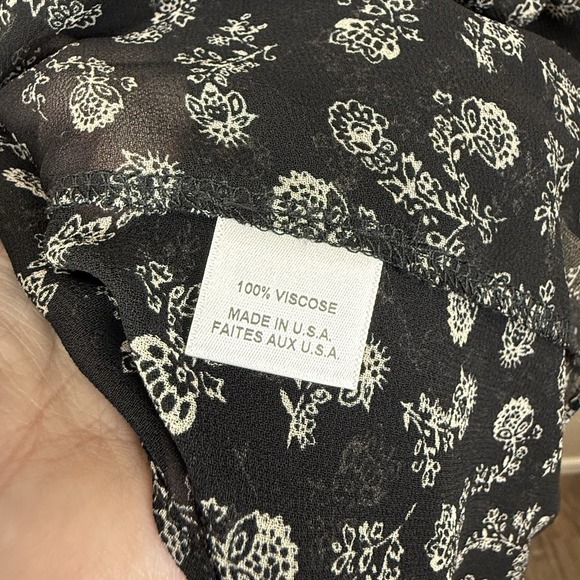 100% VISCOSE
MADE IN U.S.A.
FAITES AUX U.S.A.